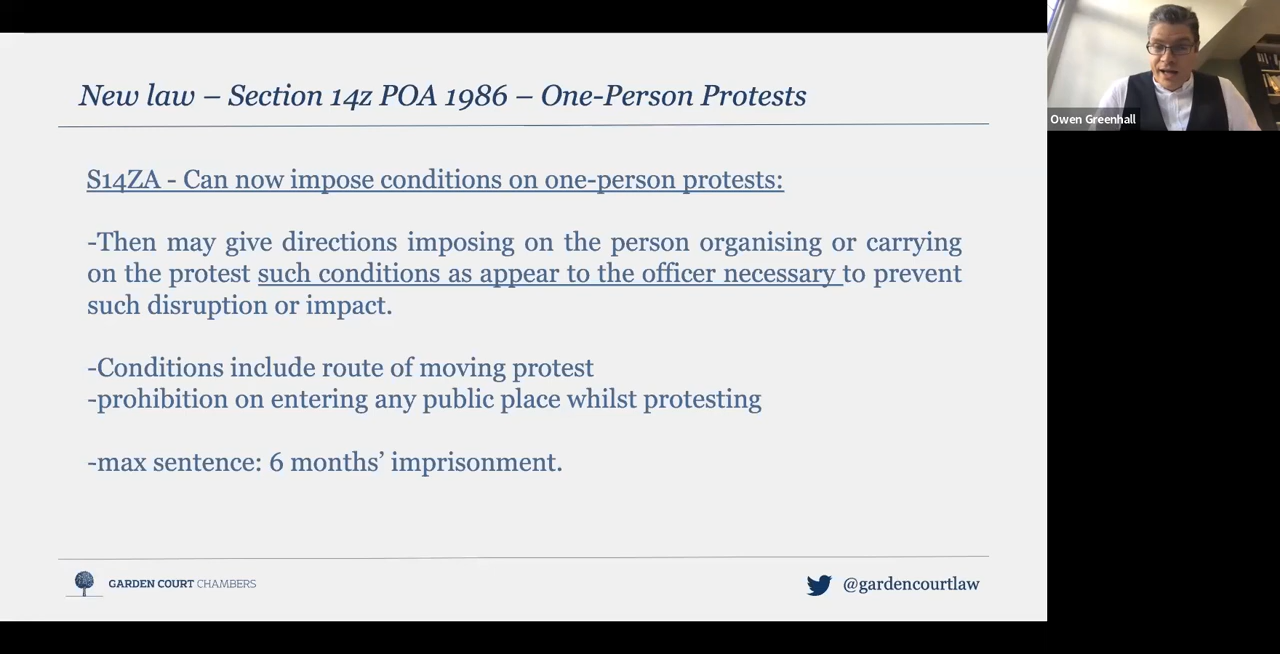 New law – Section 14z POA 1986 – One-Person Protests
Owen Greenhall
S14ZA - Can now impose conditions on one-person protests:
-Then may give directions imposing on the person organising or carrying
on the protest such conditions as appear to the officer necessary to prevent
such disruption or impact.
-Conditions include route of moving protest
-prohibition on entering any public place whilst protesting
-max sentence: 6 months’ imprisonment.
GARDEN COURT CHAMBERS
@gardencourtlaw